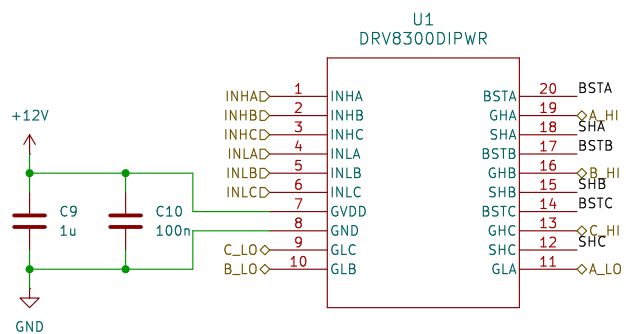 U1
DRV8300DIPWR
INHA 1 INHA BSTA 20 BSTA
INHB 2 INHB GHA 19 A_HI
INHC 3 INHC SHA 18 SHA
INLA 4 INLA BSTB 17 BSTB
INLB 5 INLB GHB 16 B_HI
INLC 6 INLC SHB 15 SHB
7 GVDD BSTC 14 BSTC
8 GND GHC 13 C_HI
C_LO 9 GLC SHC 12 SHC
B_LO 10 GLB GLA 11 A_LO
+12V
C9 C10
1u 100n
GND